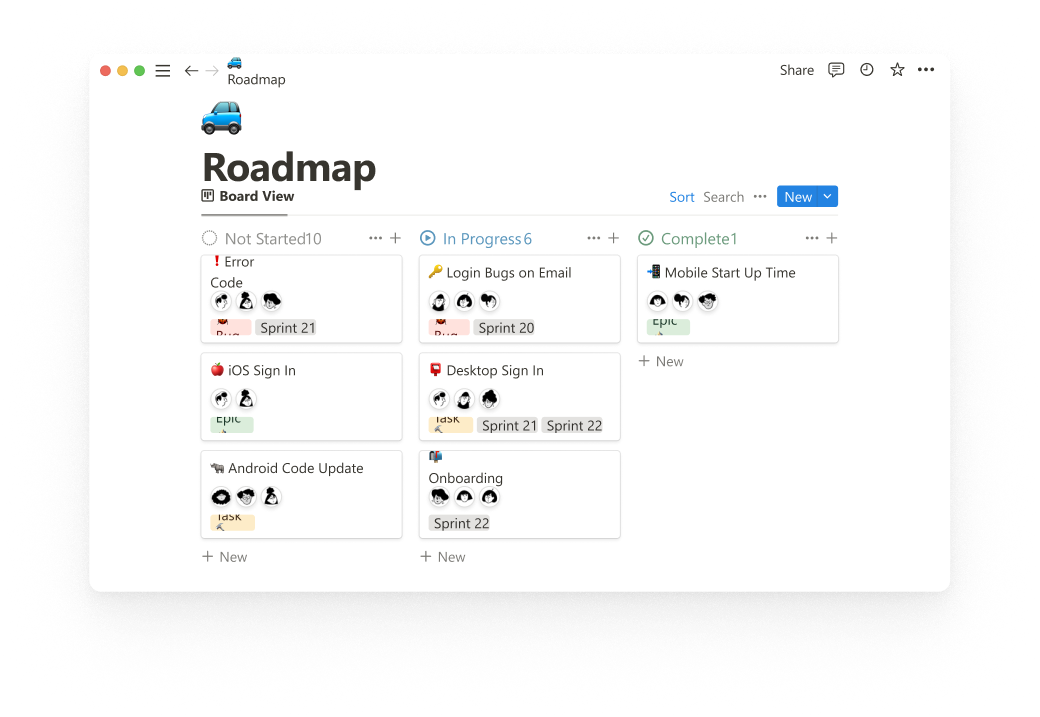 Roadmap
Share
Roadmap
Board View
Sort Search
New
Not Started 10
In Progress 6
Complete 1
Error
Code
Bug
Sprint 21
iOS Sign In
Epic
Android Code Update
Task
+ New
Login Bugs on Email
Bug
Sprint 20
Desktop Sign In
Task
Sprint 21 Sprint 22
Onboarding
Sprint 22
+ New
Mobile Start Up Time
Epic
+ New